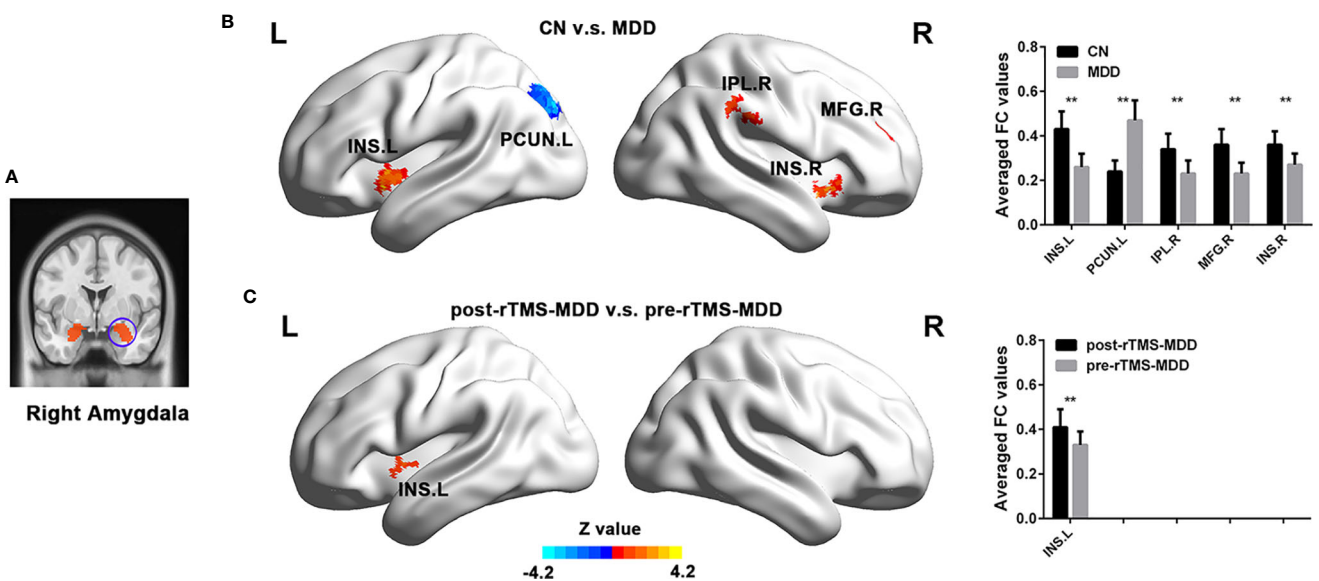 A
Right Amygdala
B
CN v.s. MDD
L
R
INS.L
PCUN.L
IPL.R
MFG.R
INS.R
Averaged FC values
0.8
0.6
0.4
0.2
0.0
CN
MDD
** ** ** ** **
INS.L PCUN.L IPL.R MFG.R INS.R
C
post-rTMS-MDD v.s. pre-rTMS-MDD
L
R
INS.L
Z value
-4.2 4.2
Averaged FC values
0.8
0.6
0.4
0.2
0.0
post-rTMS-MDD
pre-rTMS-MDD
**
INS.L